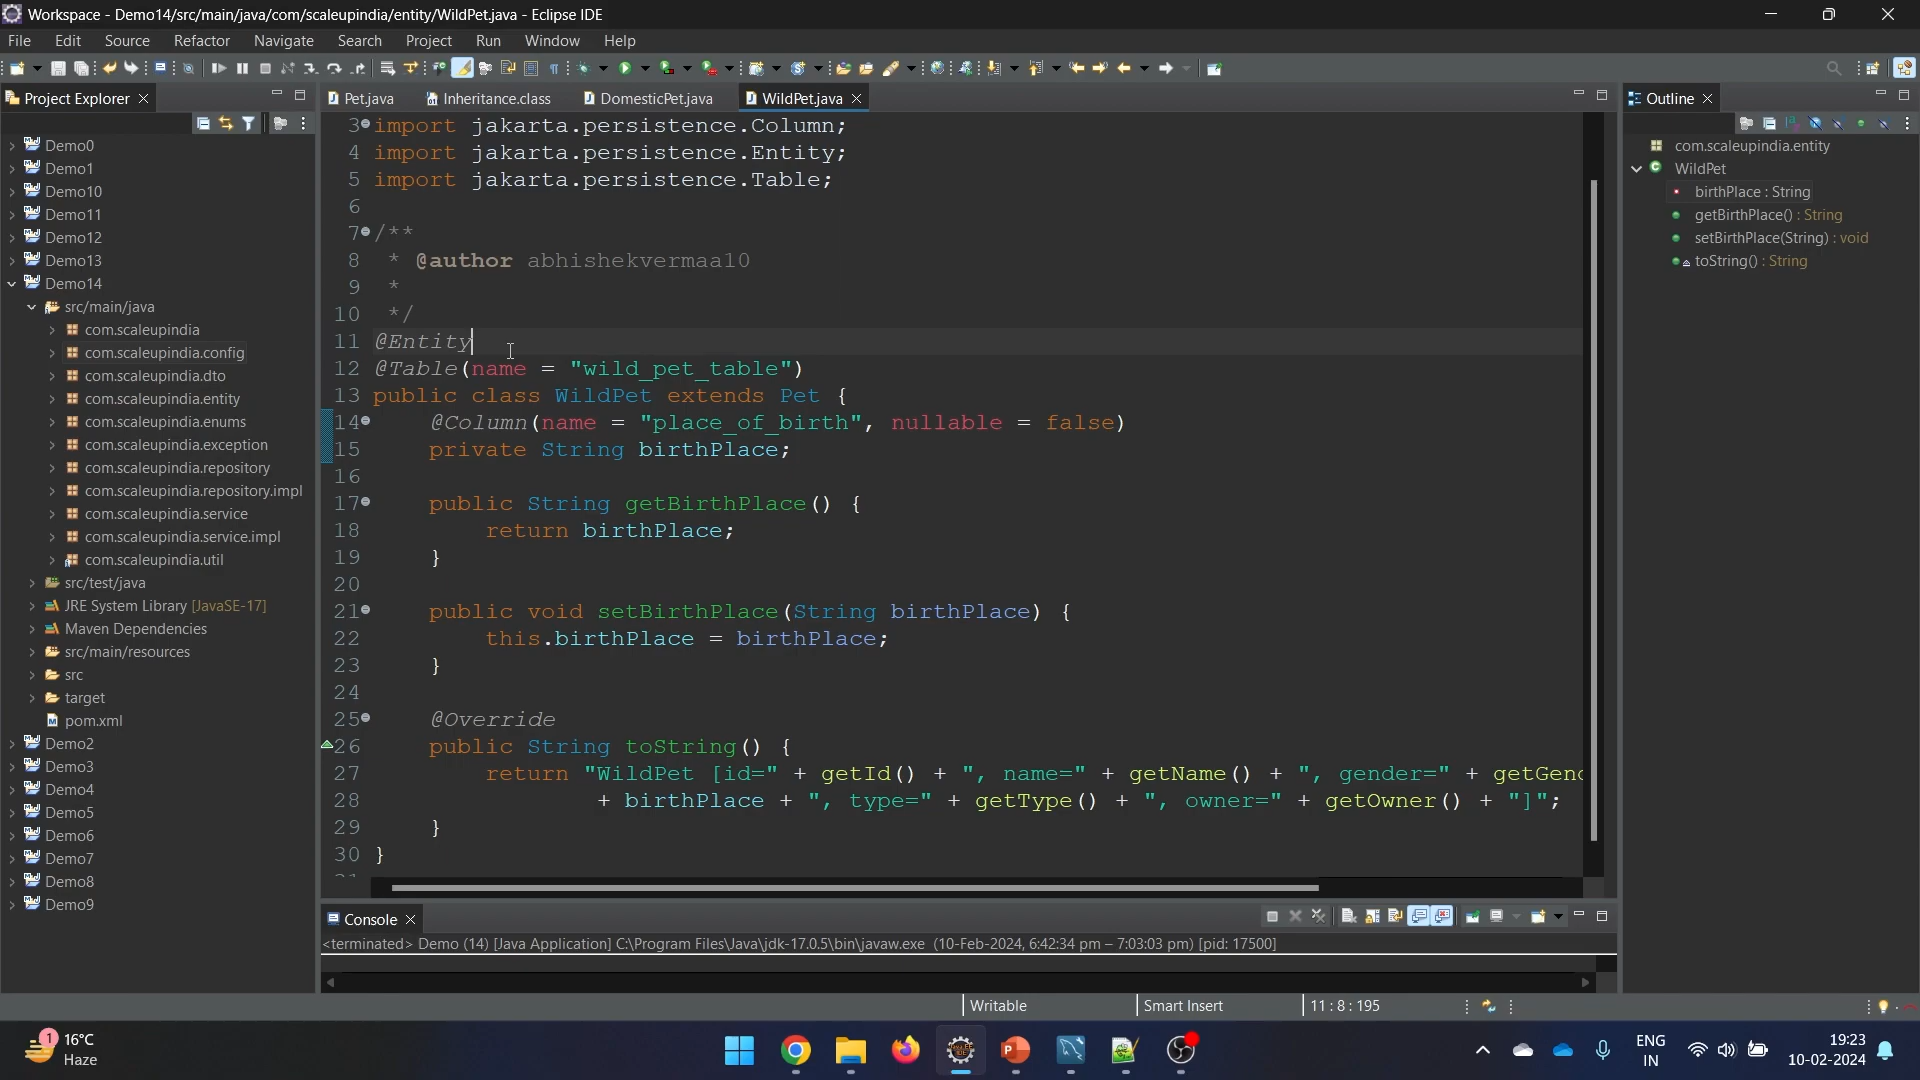 Workspace - Demo14/src/main/java/com/scaleupindia/entity/WildPet.java - Eclipse IDE
File Edit Source Refactor Navigate Search Project Run Window Help
Project Explorer
Demo0
Demo1
Demo10
Demo11
Demo12
Demo13
Demo14
src/main/java
com.scaleupindia
com.scaleupindia.config
com.scaleupindia.dto
com.scaleupindia.entity
com.scaleupindia.enums
com.scaleupindia.exception
com.scaleupindia.repository
com.scaleupindia.repository.impl
com.scaleupindia.service
com.scaleupindia.service.impl
com.scaleupindia.util
src/test/java
JRE System Library [JavaSE-17]
Maven Dependencies
src/main/resources
src
target
pom.xml
Demo2
Demo3
Demo4
Demo5
Demo6
Demo7
Demo8
Demo9
Pet.java Inheritance.class DomesticPet.java WildPet.java
3 import jakarta.persistence.Column;
4 import jakarta.persistence.Entity;
5 import jakarta.persistence.Table;
6
7 /**
8 * @author abhishekvermaa10
9 *
10 */
11 @Entity
12 @Table(name = "wild_pet_table")
13 public class WildPet extends Pet {
14 @Column(name = "place_of_birth", nullable = false)
15 private String birthPlace;
16
17 public String getBirthPlace() {
18 return birthPlace;
19 }
20
21 public void setBirthPlace(String birthPlace) {
22 this.birthPlace = birthPlace;
23 }
24
25 @Override
26 public String toString() {
27 return "WildPet [id=" + getId() + ", name=" + getName() + ", gender=" + getGend
28 + birthPlace + ", type=" + getType() + ", owner=" + getOwner() + "]";
29 }
30 }
Outline
com.scaleupindia.entity
WildPet
birthPlace : String
getBirthPlace() : String
setBirthPlace(String) : void
toString() : String
Console
<terminated> Demo (14) [Java Application] C:\Program Files\Java\jdk-17.0.5\bin\javaw.exe (10-Feb-2024, 6:42:34 pm – 7:03:03 pm) [pid: 17500]
Writable Smart Insert 11 : 8 : 195
1
16°C
Haze
ENG
IN
19:23
10-02-2024